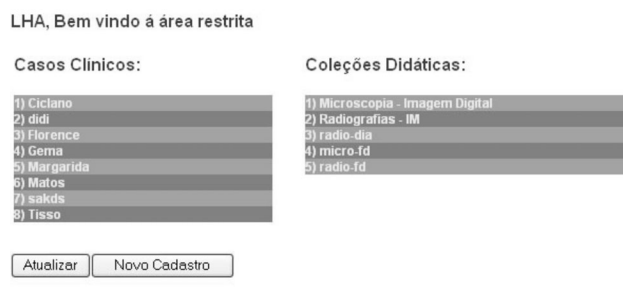 LHA, Bem vindo á área restrita
Casos Clínicos:
1) Ciclano
2) didi
3) Florence
4) Gema
5) Margarida
6) Matos
7) sakds
8) Tisso
Coleções Didáticas:
1) Microscopia - Imagem Digital
2) Radiografias - IM
3) radio-dia
4) micro-fd
5) radio-fd
Atualizar
Novo Cadastro